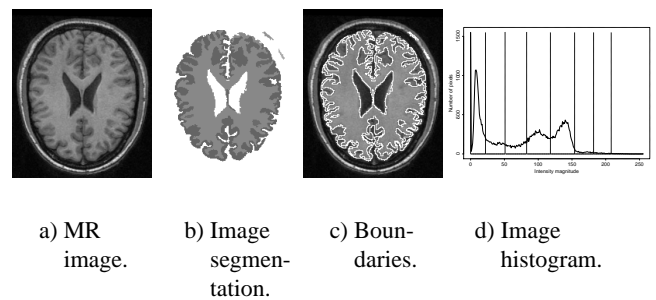 1500
1000
600
0
Number of pixels
0 50 100 150 200 250
Intensity magnitude
a) MR
image.
b) Image
segmen-
tation.
c) Boun-
daries.
d) Image
histogram.